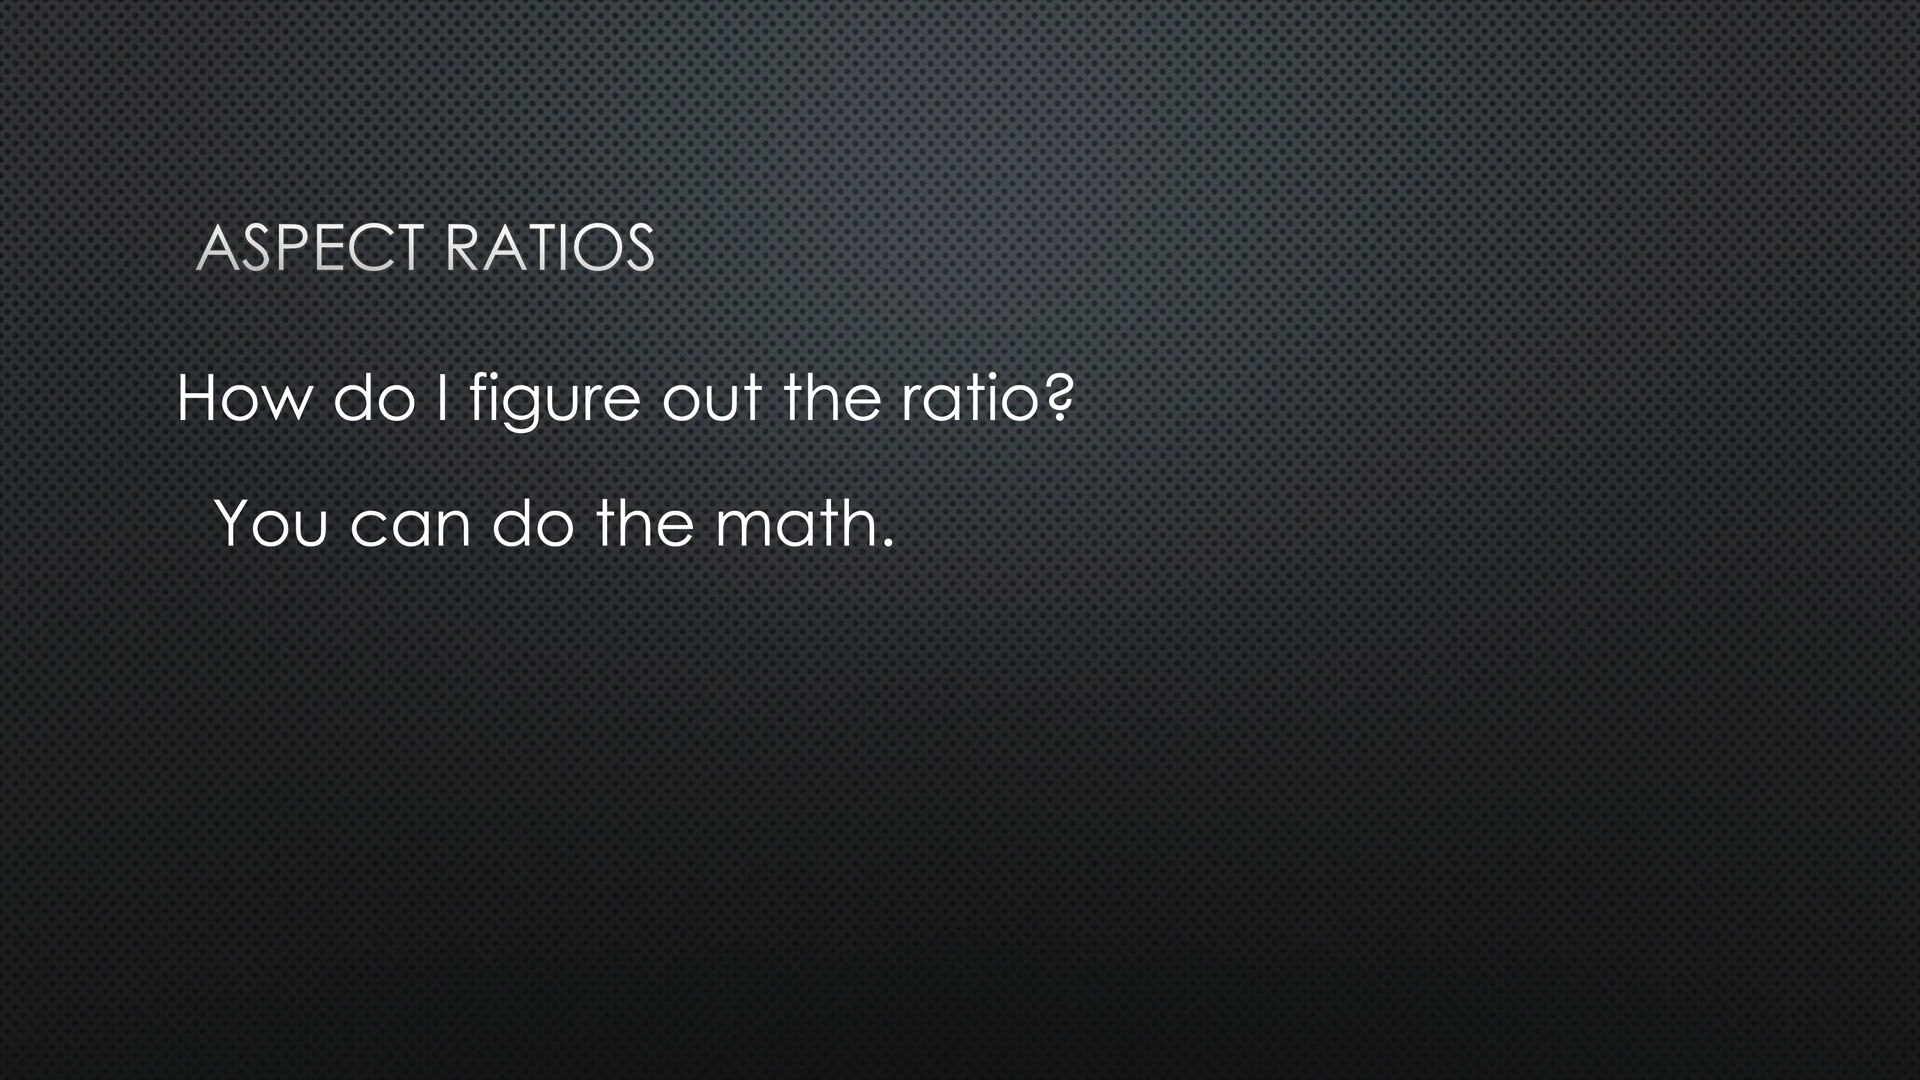 ASPECT RATIOS
How do I figure out the ratio?
You can do the math.